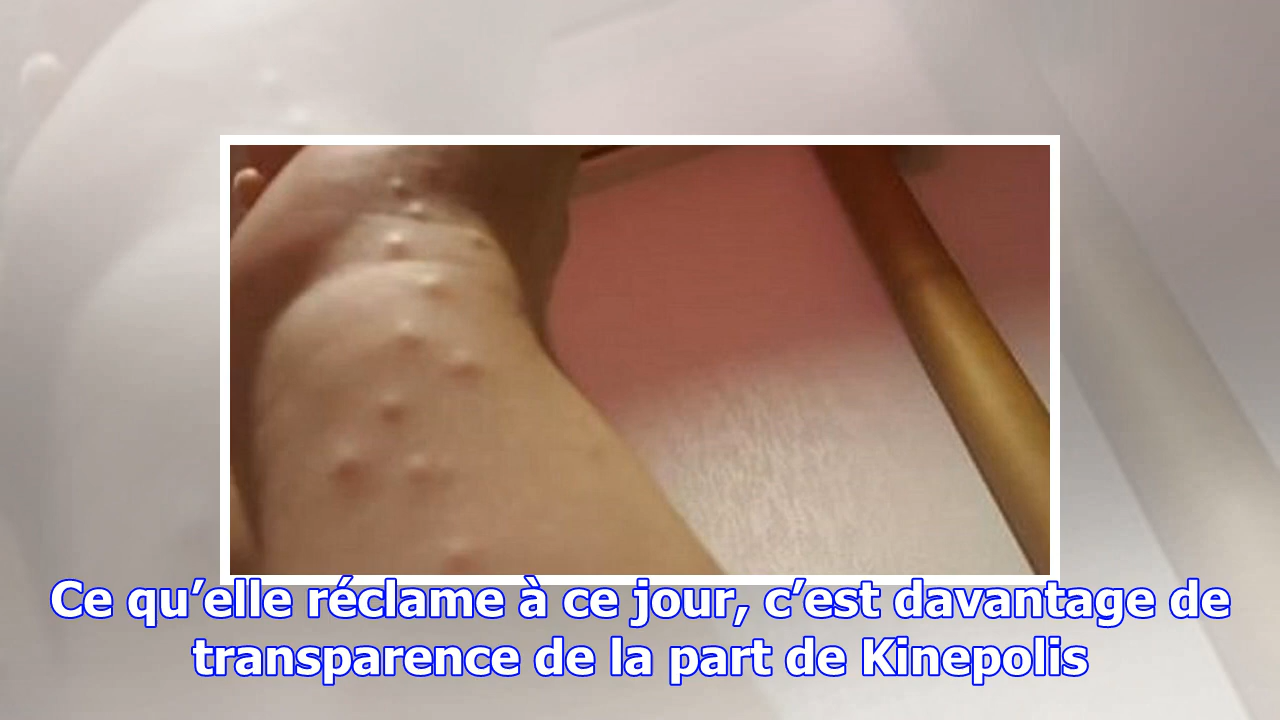 Ce qu’elle réclame à ce jour, c’est davantage de
transparence de la part de Kinepolis